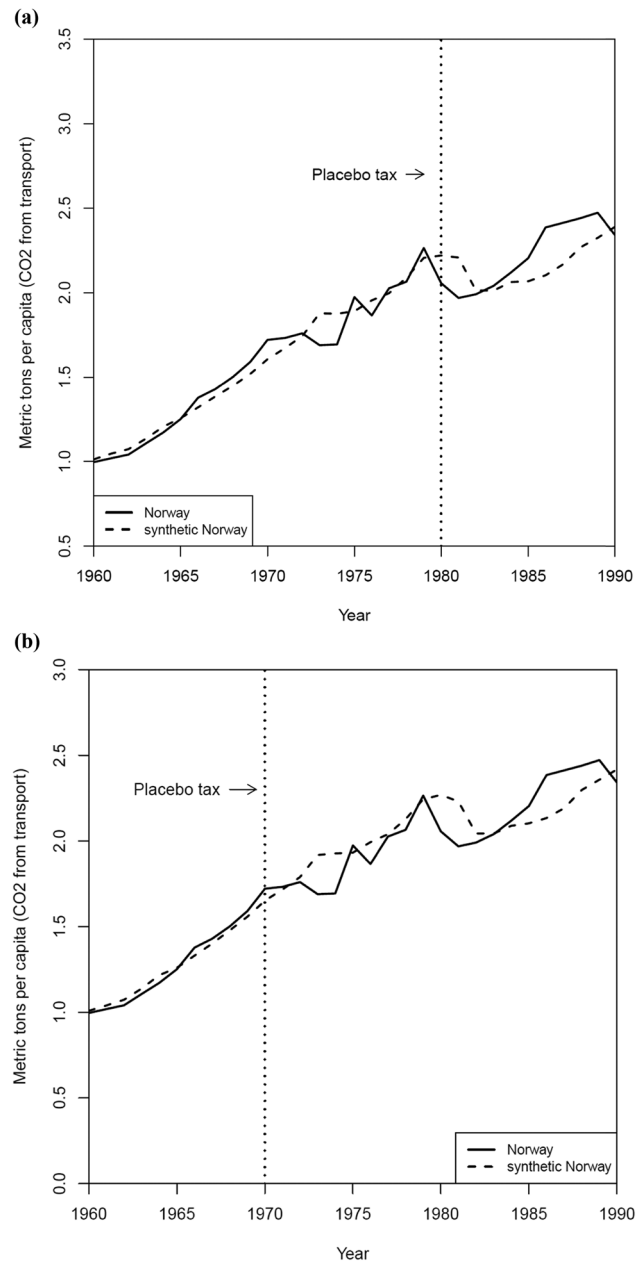 (a)
Metric tons per capita (CO2 from transport)
3.5
3.0
2.5
2.0
1.5
1.0
0.5
Placebo tax →
Norway
synthetic Norway
1960 1965 1970 1975 1980 1985 1990
Year
(b)
Metric tons per capita (CO2 from transport)
3.0
2.5
2.0
1.5
1.0
0.5
0.0
Placebo tax →
Norway
synthetic Norway
1960 1965 1970 1975 1980 1985 1990
Year